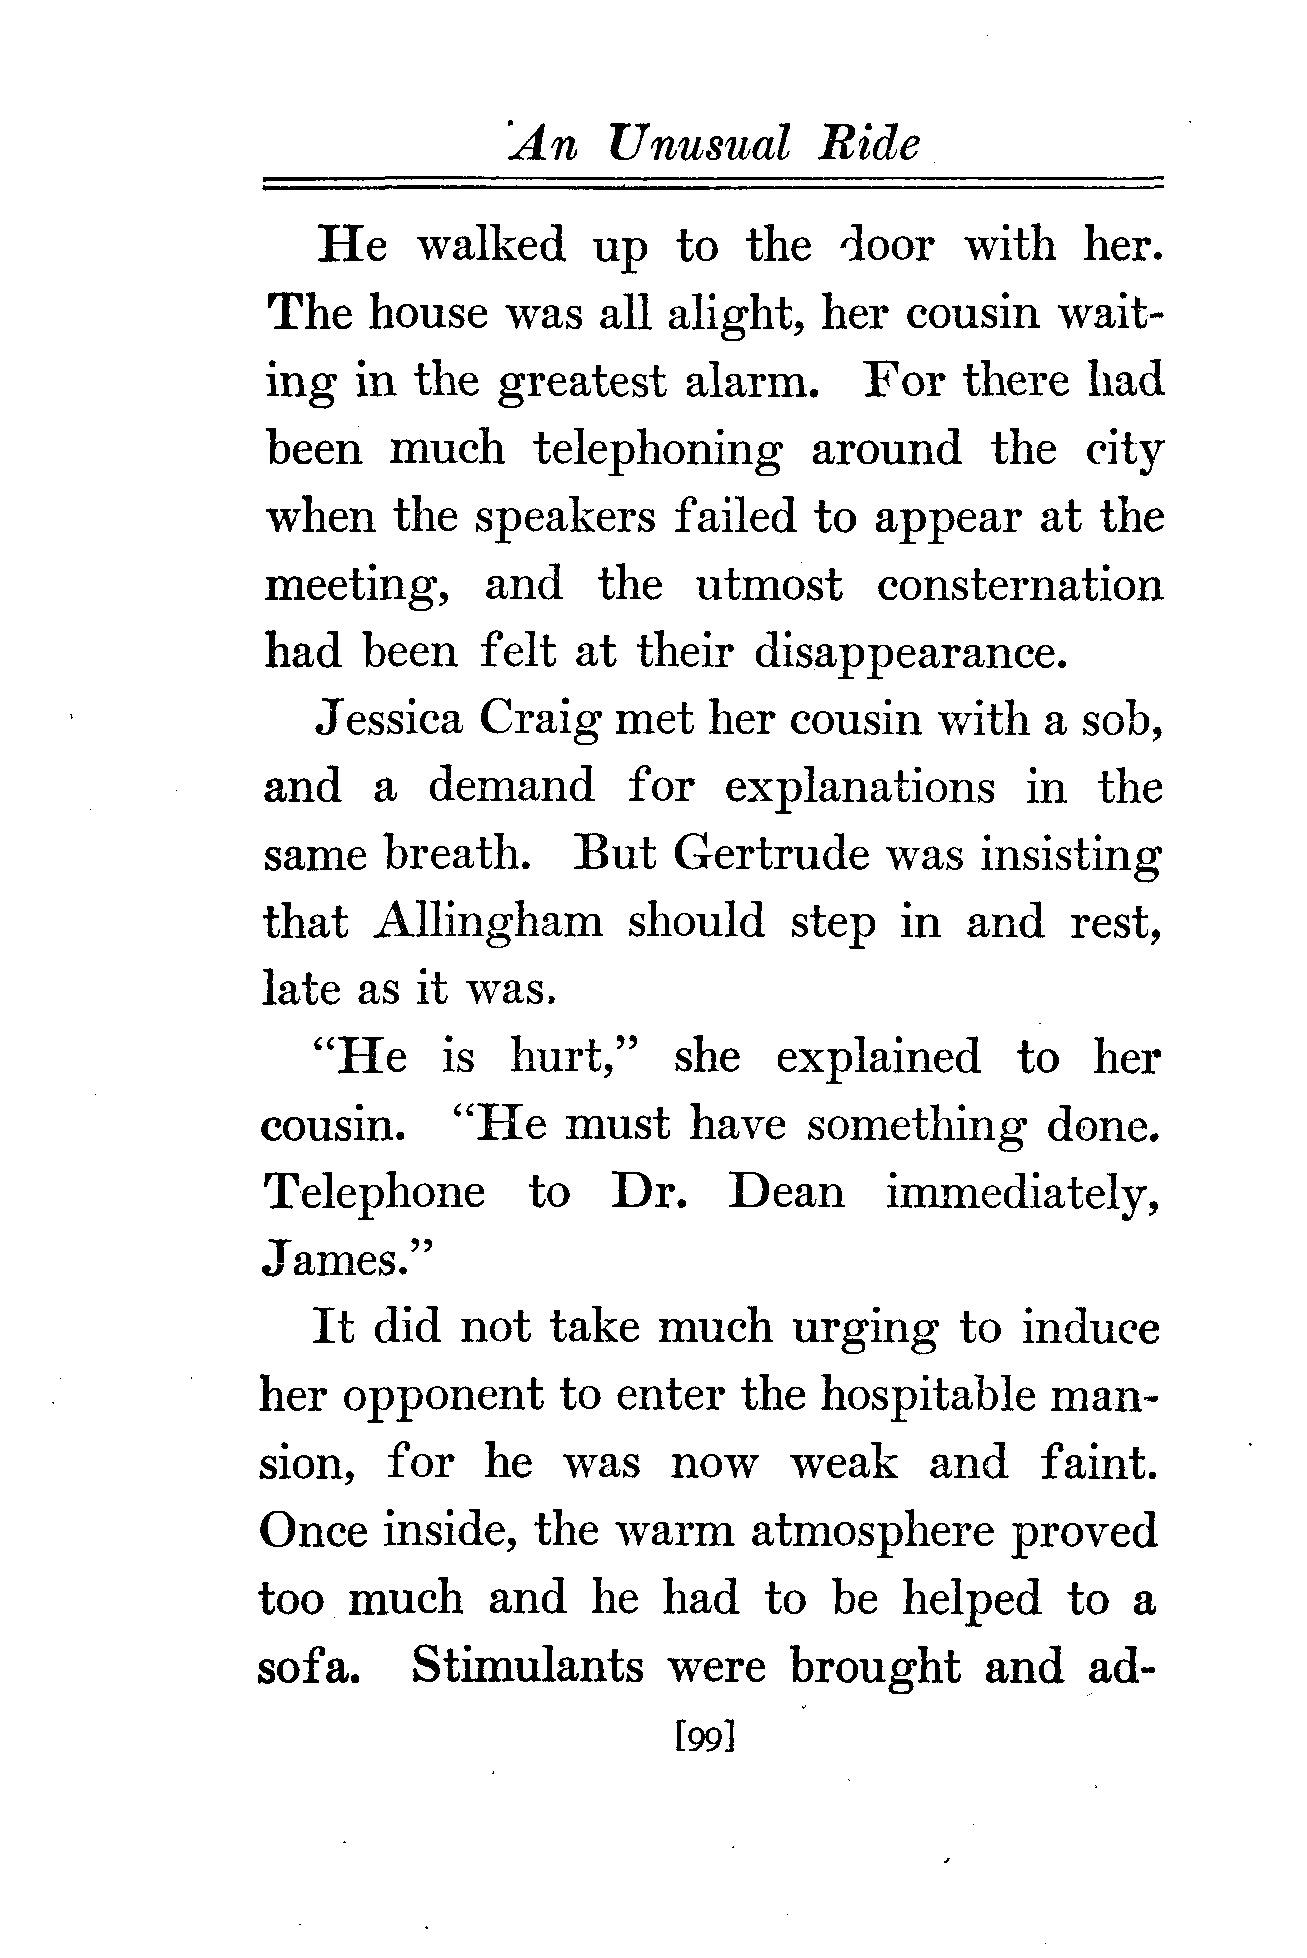 An Unusual Ride
He walked up to the door with her.
The house was all alight, her cousin wait-
ing in the greatest alarm. For there had
been much telephoning around the city
when the speakers failed to appear at the
meeting, and the utmost consternation
had been felt at their disappearance.
Jessica Craig met her cousin with a sob,
and a demand for explanations in the
same breath. But Gertrude was insisting
that Allingham should step in and rest,
late as it was.
“He is hurt,” she explained to her
cousin. “He must have something done.
Telephone to Dr. Dean immediately,
James.”
It did not take much urging to induce
her opponent to enter the hospitable man-
sion, for he was now weak and faint.
Once inside, the warm atmosphere proved
too much and he had to be helped to a
sofa. Stimulants were brought and ad-
[99]